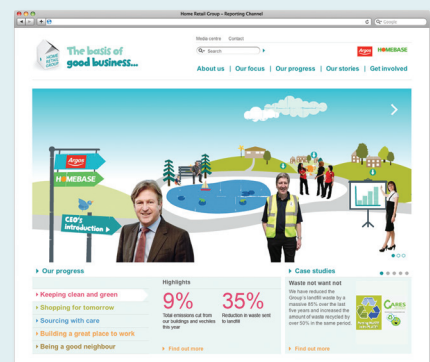 Home Retail Group – Reporting Channel
Google
Media centre Contact
HOME
RETAIL
GROUP
The basis of
good business...
Search
Argos HOMEBASE
About us | Our focus | Our progress | Our stories | Get involved
Argos
HOMEBASE
CEO's
introduction
Our progress
Keeping clean and green
Shopping for tomorrow
Sourcing with care
Building a great place to work
Being a good neighbour
Highlights
9%
Total emissions cut from
our buildings and vehicles
this year
35%
Reduction in waste sent
to landfill
Find out more
Case studies
Waste not want not
We have reduced the
Group's landfill waste by a
massive 85% over the last
five years and increased the
amount of waste recycled by
over 50% in the same period.
CARES
Find out more